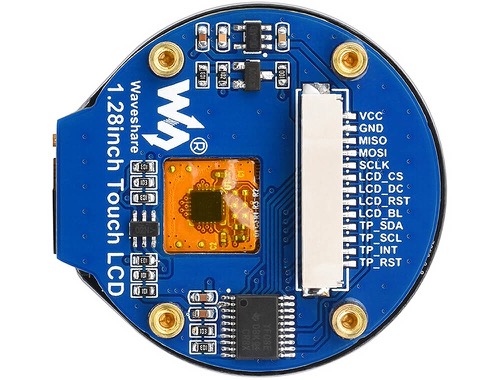 Waveshare
1.28inch Touch LCD
®
VCC
GND
MISO
MOSI
SCLK
LCD_CS
LCD_DC
LCD_RST
LCD_BL
TP_SDA
TP_SCL
TP_INT
TP_RST